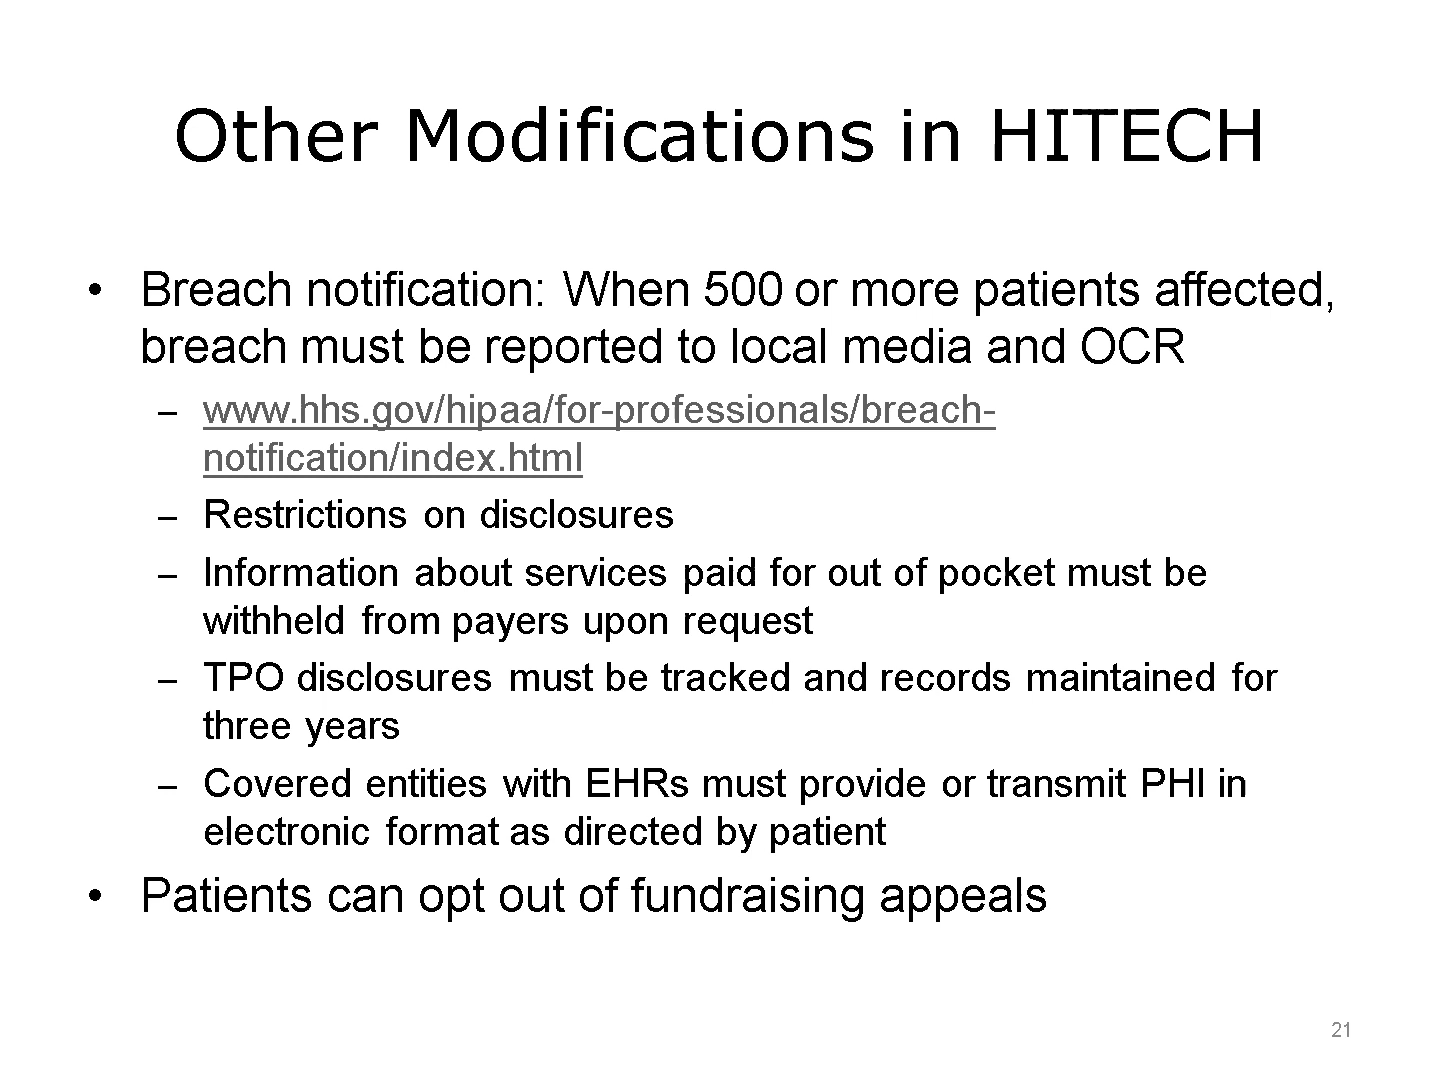 Other Modifications in HITECH
• Breach notification: When 500 or more patients affected,
breach must be reported to local media and OCR
– www.hhs.gov/hipaa/for-professionals/breach-
notification/index.html
– Restrictions on disclosures
– Information about services paid for out of pocket must be
withheld from payers upon request
– TPO disclosures must be tracked and records maintained for
three years
– Covered entities with EHRs must provide or transmit PHI in
electronic format as directed by patient
• Patients can opt out of fundraising appeals
21